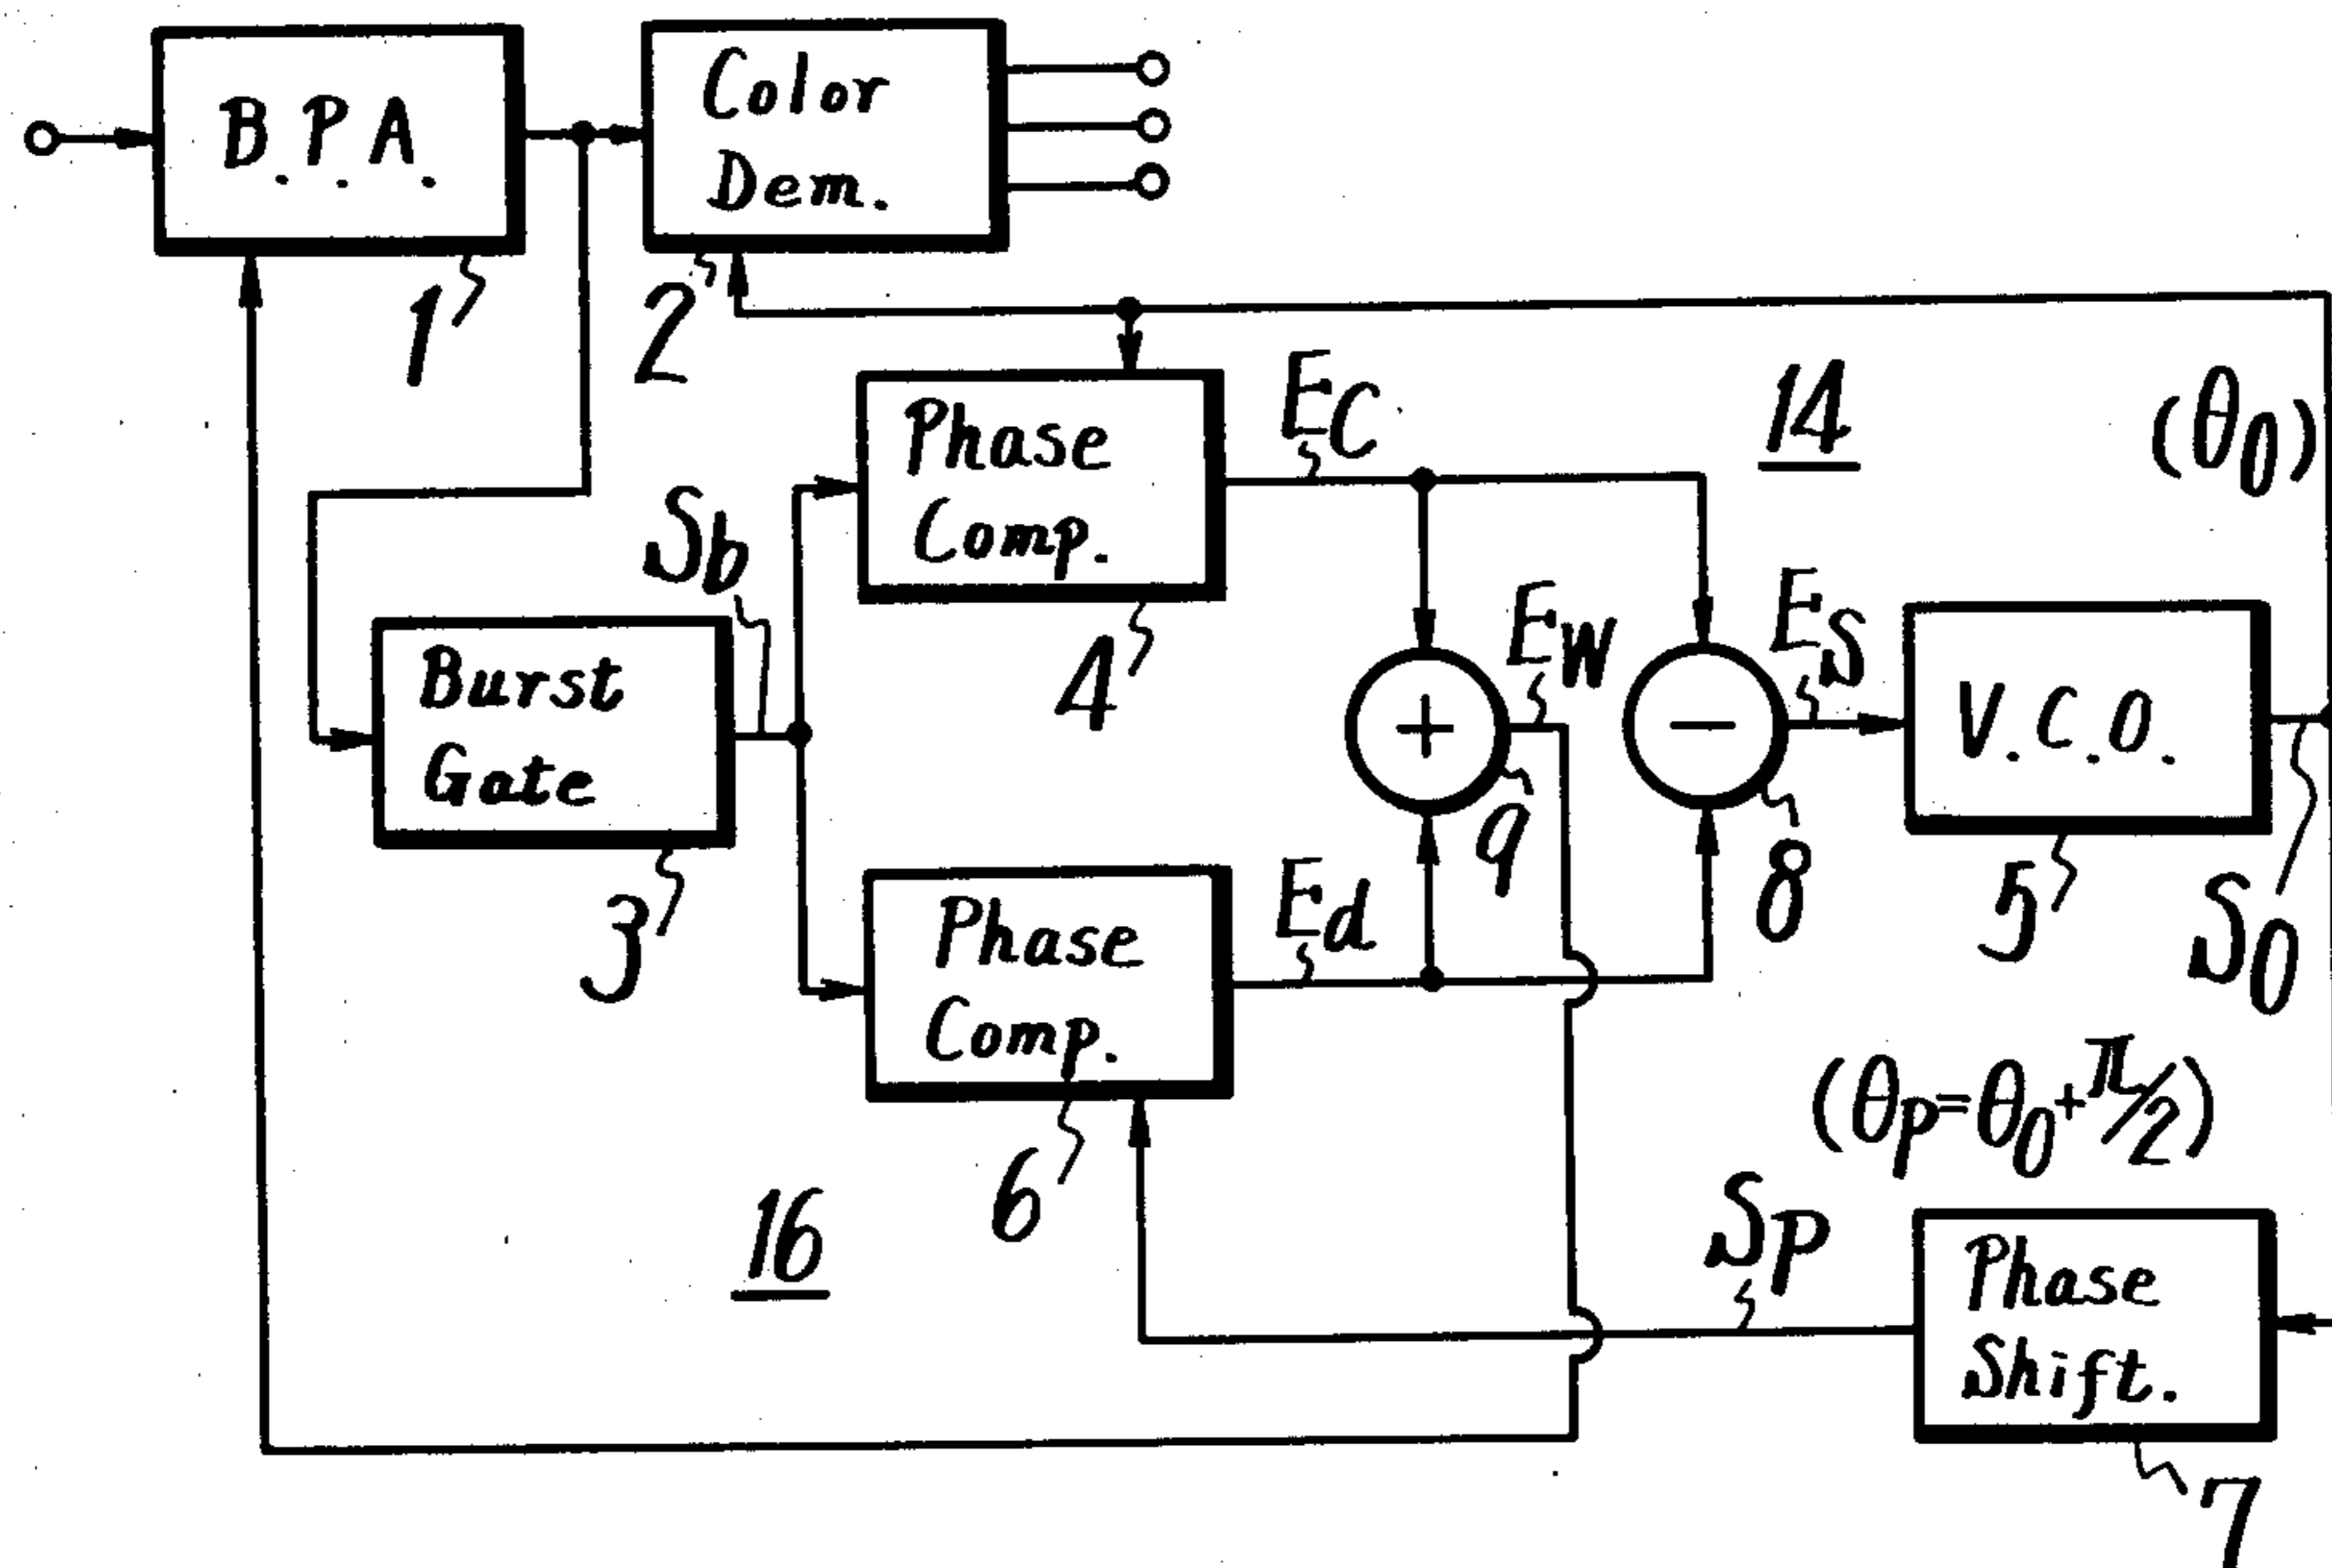 B.P.A.
Color
Dem.
1
2
Phase
Comp.
EC
14
(θ0)
Sb
4
Burst
Gate
3
+
EW
9
−
ES
8
V.C.O.
5
S0
Phase
Comp.
Ed
6
(θP=θ0+π/2)
16
SP
Phase
Shift.
7